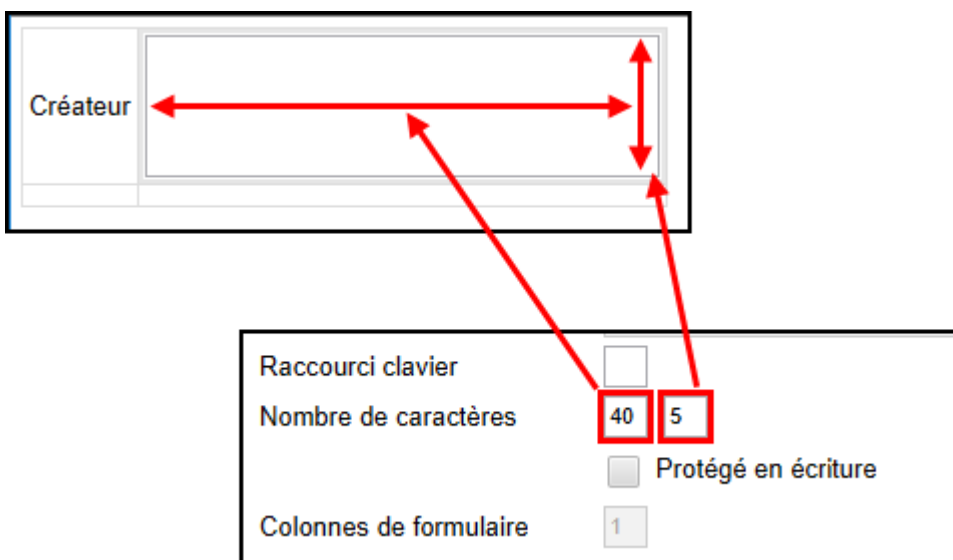 Créateur
Raccourci clavier
Nombre de caractères 40 5
Protégé en écriture
Colonnes de formulaire 1